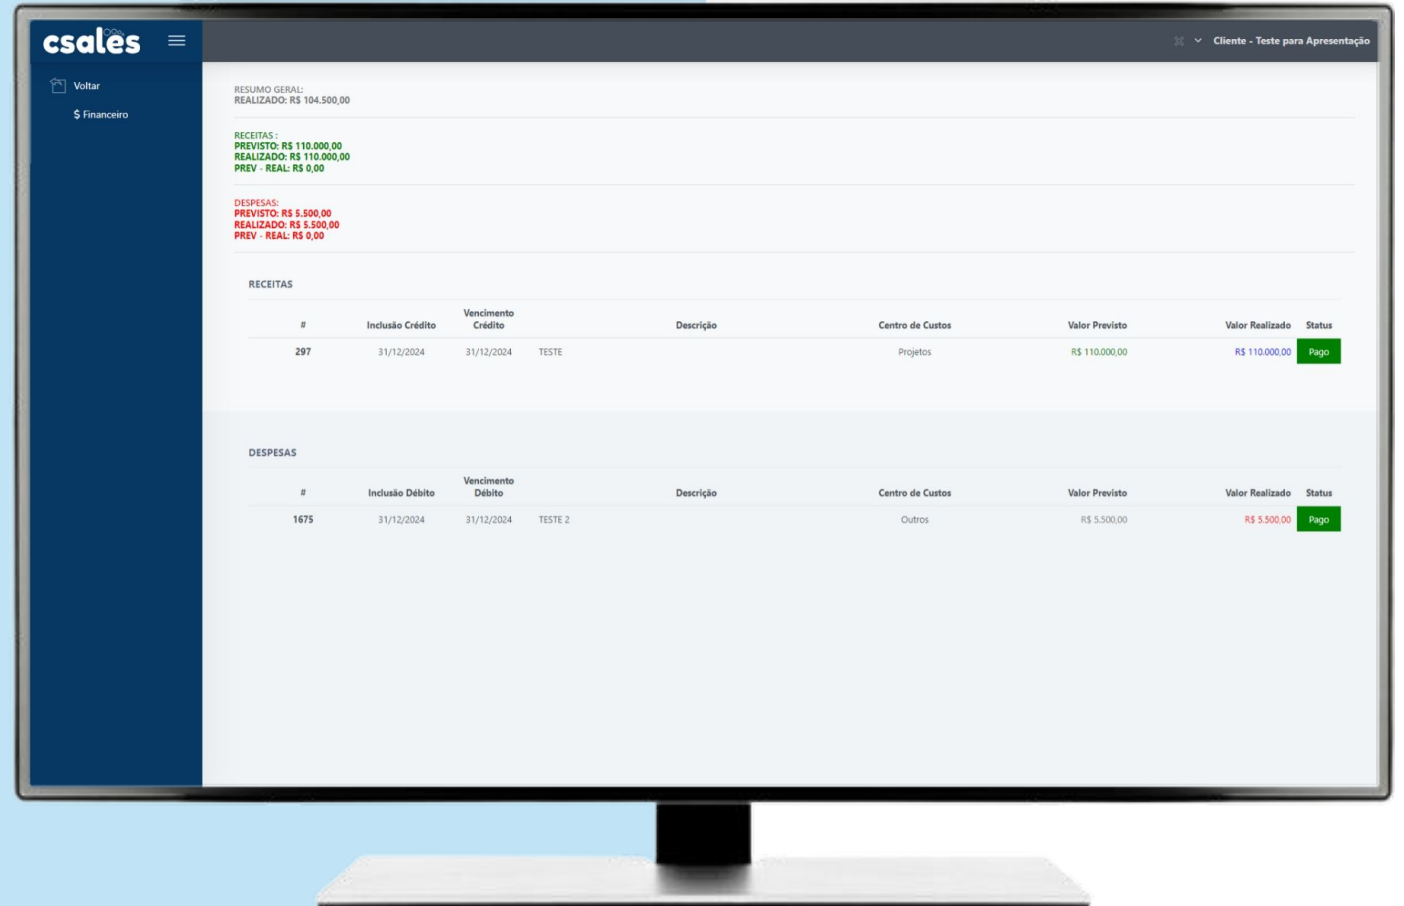 csales
Cliente - Teste para Apresentação
Voltar
$ Financeiro
RESUMO GERAL:
REALIZADO: R$ 104.500,00
RECEITAS :
PREVISTO: R$ 110.000,00
REALIZADO: R$ 110.000,00
PREV - REAL: R$ 0,00
DESPESAS:
PREVISTO: R$ 5.500,00
REALIZADO: R$ 5.500,00
PREV - REAL: R$ 0,00
RECEITAS
# Inclusão Crédito Vencimento Crédito Descrição Centro de Custos Valor Previsto Valor Realizado Status
297 31/12/2024 31/12/2024 TESTE Projetos R$ 110.000,00 R$ 110.000,00 Pago
DESPESAS
# Inclusão Débito Vencimento Débito Descrição Centro de Custos Valor Previsto Valor Realizado Status
1675 31/12/2024 31/12/2024 TESTE 2 Outros R$ 5.500,00 R$ 5.500,00 Pago